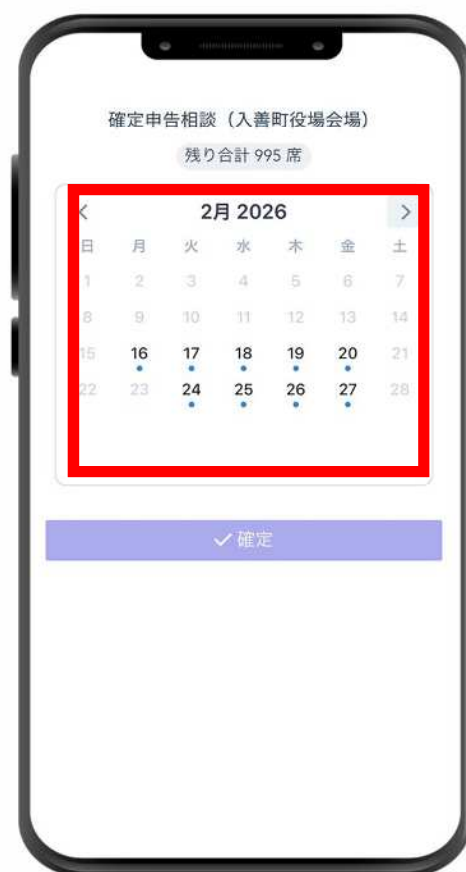 確定申告相談（入善町役場会場）
残り合計 995 席
2月 2026
日 月 火 水 木 金 土
1 2 3 4 5 6 7
8 9 10 11 12 13 14
15 16 17 18 19 20 21
22 23 24 25 26 27 28
確定